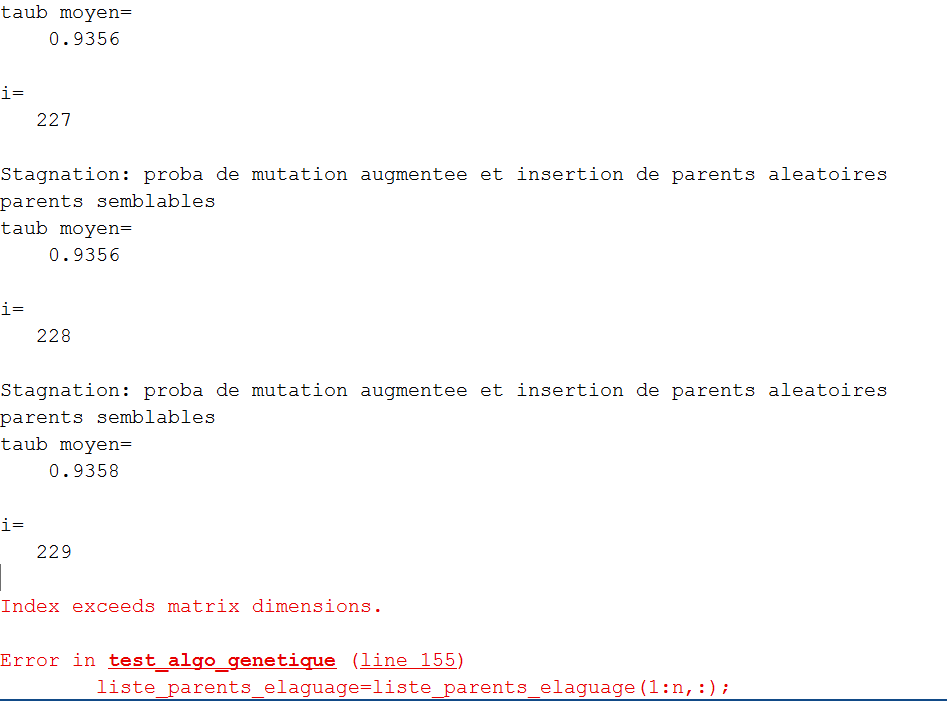 taub moyen=
0.9356
i=
227
Stagnation: proba de mutation augmentee et insertion de parents aleatoires
parents semblables
taub moyen=
0.9356
i=
228
Stagnation: proba de mutation augmentee et insertion de parents aleatoires
parents semblables
taub moyen=
0.9358
i=
229
Index exceeds matrix dimensions.
Error in test_algo_genetique (line 155)
liste_parents_elaguage=liste_parents_elaguage(1:n,:);